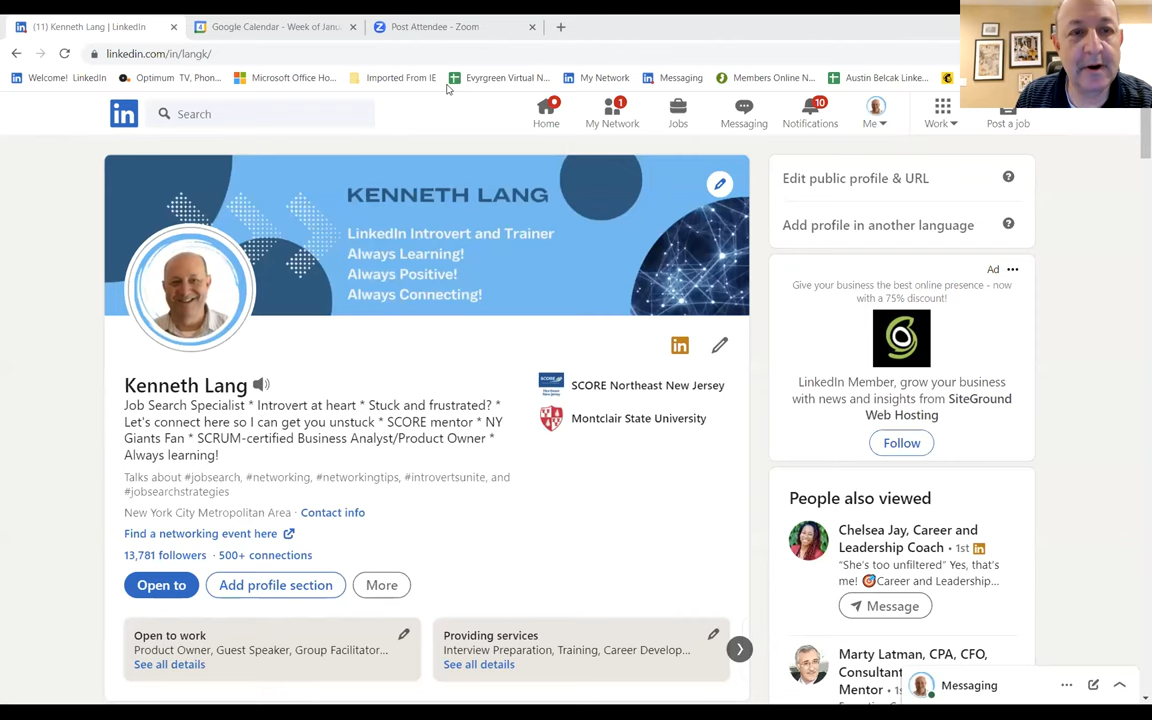 (11) Kenneth Lang | LinkedIn
Google Calendar - Week of Janu
Post Attendee - Zoom
linkedin.com/in/langk/
Welcome! LinkedIn
Optimum TV, Phon...
Microsoft Office Ho...
Imported From IE
Evyrgreen Virtual N...
My Network
Messaging
Members Online N...
Austin Belcak Linke...
in
Search
Home
1
My Network
Jobs
Messaging
10
Notifications
Me
Work
Post a job
KENNETH LANG
LinkedIn Introvert and Trainer
Always Learning!
Always Positive!
Always Connecting!
in
Kenneth Lang
Job Search Specialist * Introvert at heart * Stuck and frustrated? *
Let's connect here so I can get you unstuck * SCORE mentor * NY
Giants Fan * SCRUM-certified Business Analyst/Product Owner *
Always learning!
SCORE Northeast New Jersey
Montclair State University
Talks about #jobsearch, #networking, #networkingtips, #introvertsunite, and
#jobsearchstrategies
New York City Metropolitan Area · Contact info
Find a networking event here
13,781 followers · 500+ connections
Open to
Add profile section
More
Open to work
Product Owner, Guest Speaker, Group Facilitator...
See all details
Providing services
Interview Preparation, Training, Career Develop...
See all details
Edit public profile & URL
Add profile in another language
Ad
Give your business the best online presence - now
with a 75% discount!
LinkedIn Member, grow your business
with news and insights from SiteGround
Web Hosting
Follow
People also viewed
Chelsea Jay, Career and
Leadership Coach • 1st in
“She's too unfiltered” Yes, that's
me! Career and Leadership...
Message
Marty Latman, CPA, CFO,
Consultan
Mentor • 1s
Messaging